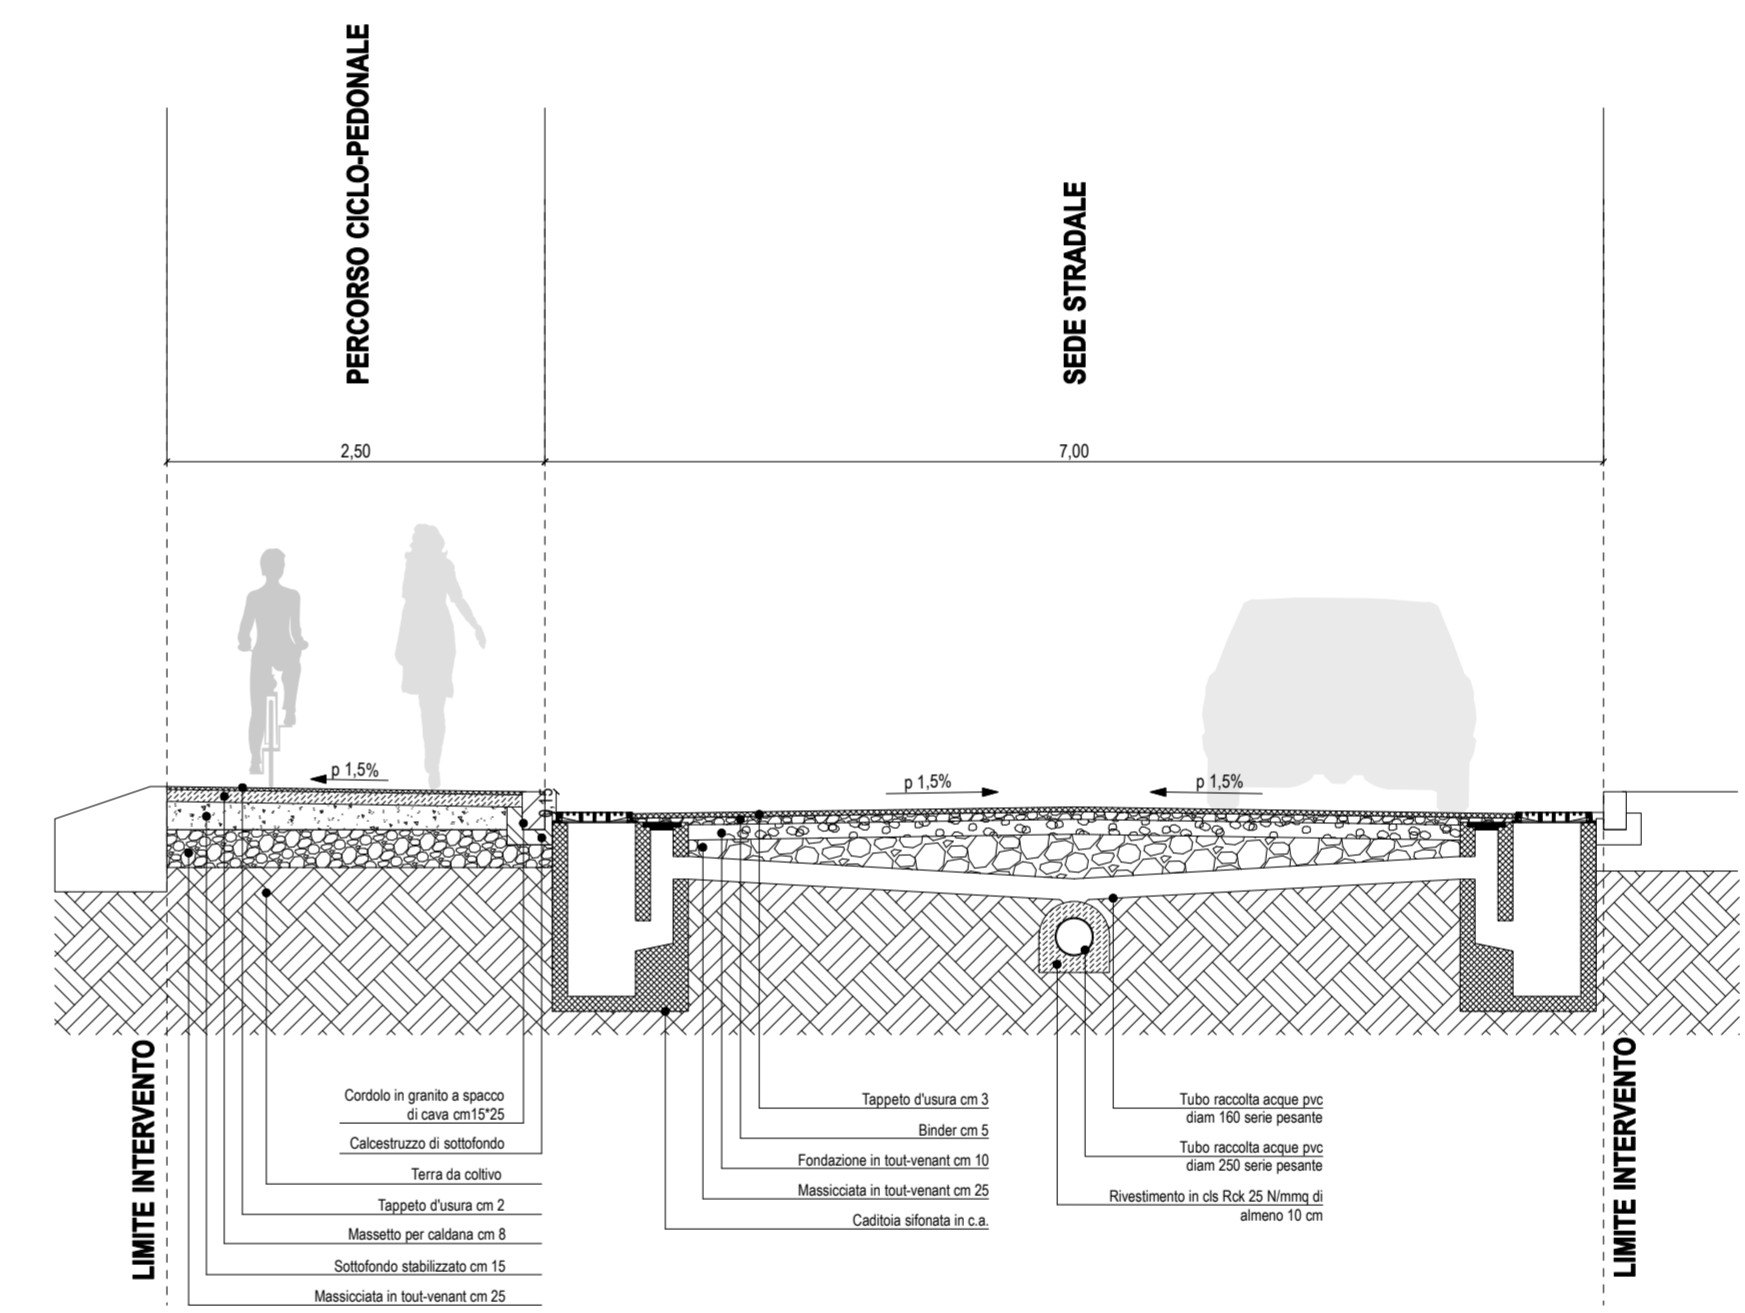 PERCORSO CICLO-PEDONALE
SEDE STRADALE
2,50
7,00
p 1,5%
p 1,5%
p 1,5%
LIMITE INTERVENTO
Cordolo in granito a spacco
di cava cm15*25
Calcestruzzo di sottofondo
Terra da coltivo
Tappeto d'usura cm 2
Massetto per caldana cm 8
Sottofondo stabilizzato cm 15
Massicciata in tout-venant cm 25
Tappeto d'usura cm 3
Binder cm 5
Fondazione in tout-venant cm 10
Massicciata in tout-venant cm 25
Caditoia sifonata in c.a.
Tubo raccolta acque pvc
diam 160 serie pesante
Tubo raccolta acque pvc
diam 250 serie pesante
Rivestimento in cls Rck 25 N/mmq di
almeno 10 cm
LIMITE INTERVENTO